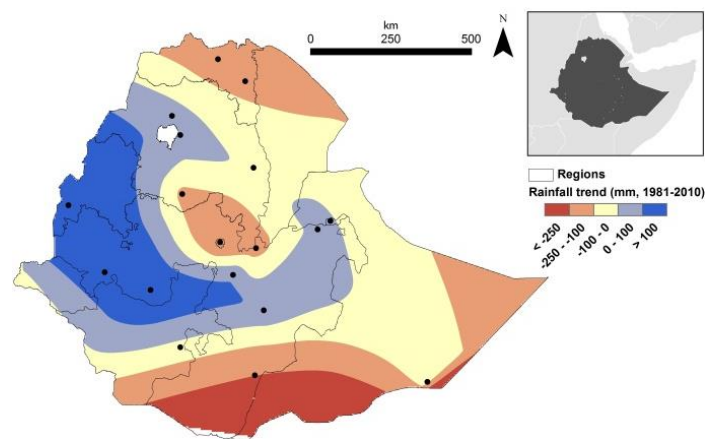 km
0 250 500
N
Regions
Rainfall trend (mm, 1981-2010)
< -250
-250 - -100
-100 - 0
0 - 100
> 100